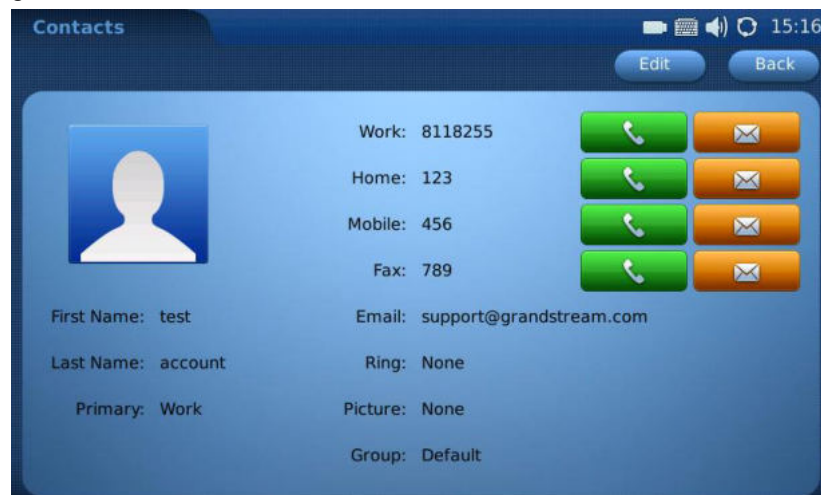 Contacts
15:16
Edit
Back
Work: 8118255
Home: 123
Mobile: 456
Fax: 789
First Name: test
Email: support@grandstream.com
Last Name: account
Ring: None
Primary: Work
Picture: None
Group: Default